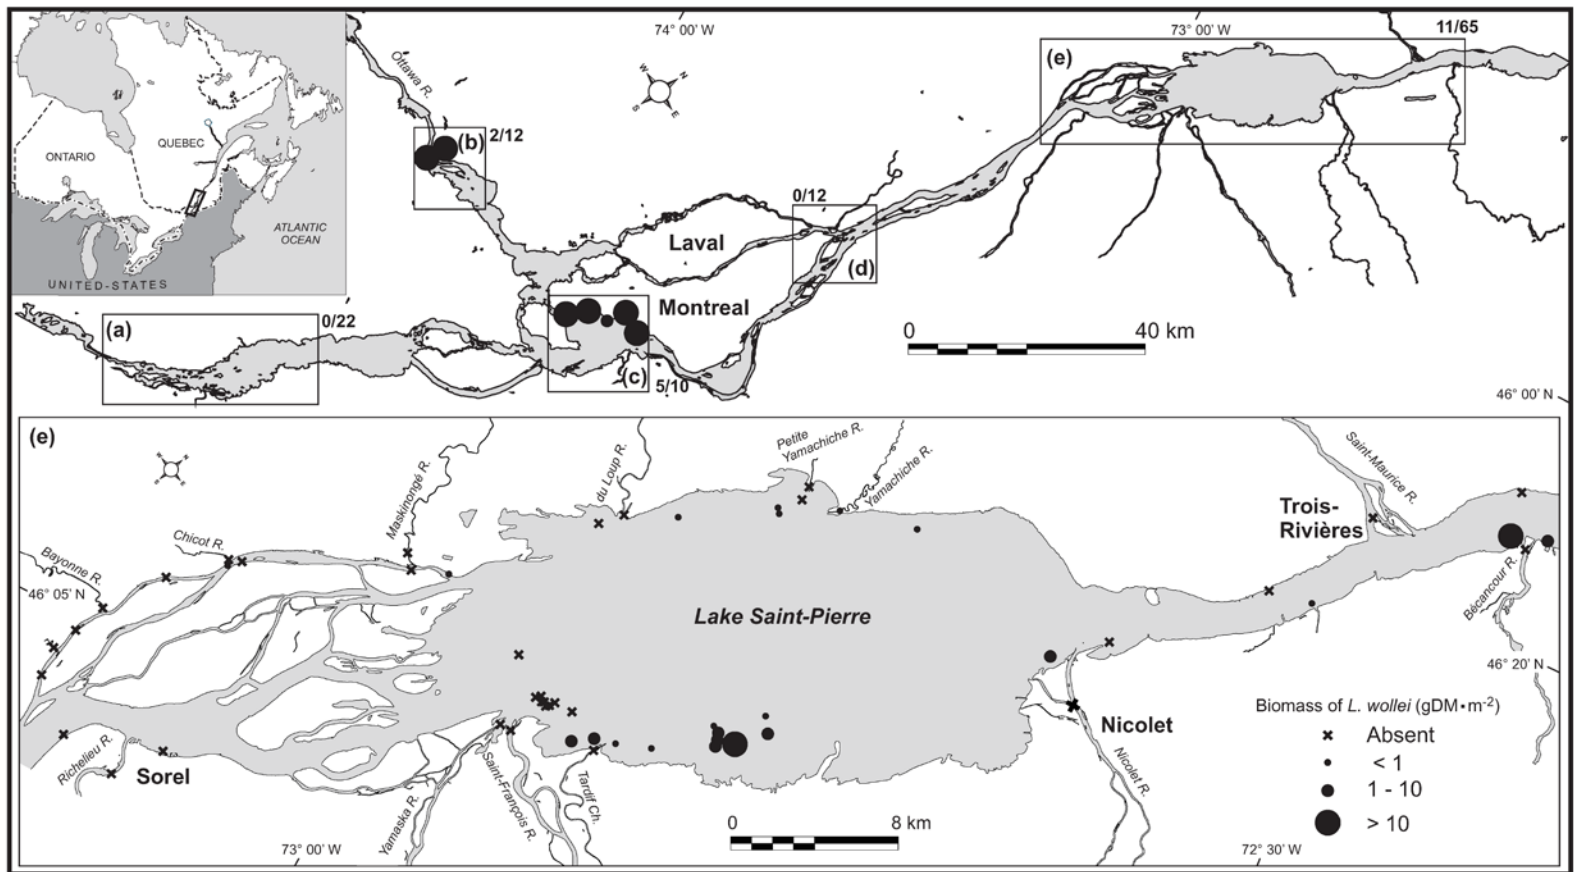 74° 00' W
73° 00' W
11/65
Ottawa R.
W
N
S
E
(e)
(b)
2/12
ONTARIO
QUEBEC
ATLANTIC
OCEAN
UNITED-STATES
0/12
Laval
(d)
Montreal
(a)
0/22
(c)
5/10
0
40 km
46° 00' N
(e)
W
N
S
E
Bayonne R.
Chicot R.
Maskinongé R.
du Loup R.
Petite
Yamachiche R.
Yamachiche R.
Saint-Maurice R.
Trois-
Rivières
46° 05' N
Lake Saint-Pierre
Bécancour R.
46° 20' N
Richelieu R.
Sorel
Yamaska R.
Saint-François R.
Tardif Ch.
Nicolet
Nicolet R.
Biomass of L. wollei (gDM•m-2)
Absent
< 1
1 - 10
> 10
0
8 km
73° 00' W
72° 30' W